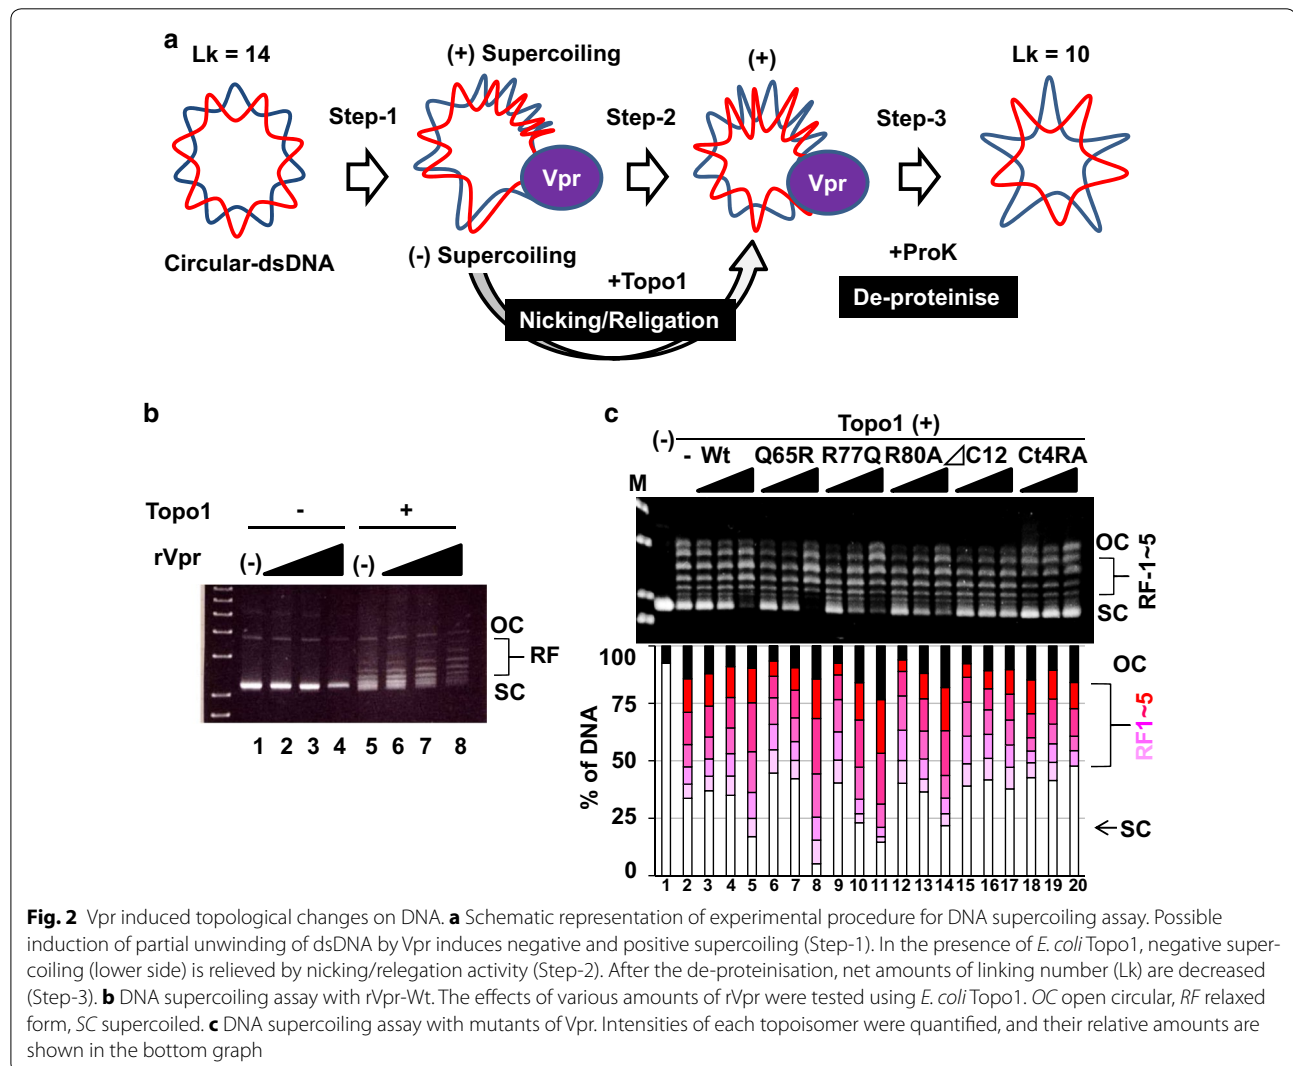 a
Lk = 14
(+) Supercoiling
(+)
Lk = 10
Step-1
Step-2
Step-3
Vpr
Vpr
Circular-dsDNA
(-) Supercoiling
+Topo1
Nicking/Religation
+ProK
De-proteinise
b
Topo1 - +
rVpr (-) (-)
OC
RF
SC
1 2 3 4 5 6 7 8
c
Topo1 (+)
(-) - Wt Q65R R77Q R80A ⊿C12 Ct4RA
M
OC
RF-1~5
SC
100
75
50
25
0
% of DNA
OC
RF1~5
SC
1 2 3 4 5 6 7 8 9 10 11 12 13 14 15 16 17 18 19 20
Fig. 2 Vpr induced topological changes on DNA. a Schematic representation of experimental procedure for DNA supercoiling assay. Possible
induction of partial unwinding of dsDNA by Vpr induces negative and positive supercoiling (Step-1). In the presence of E. coli Topo1, negative super-
coiling (lower side) is relieved by nicking/relegation activity (Step-2). After the de-proteinisation, net amounts of linking number (Lk) are decreased
(Step-3). b DNA supercoiling assay with rVpr-Wt. The effects of various amounts of rVpr were tested using E. coli Topo1. OC open circular, RF relaxed
form, SC supercoiled. c DNA supercoiling assay with mutants of Vpr. Intensities of each topoisomer were quantified, and their relative amounts are
shown in the bottom graph